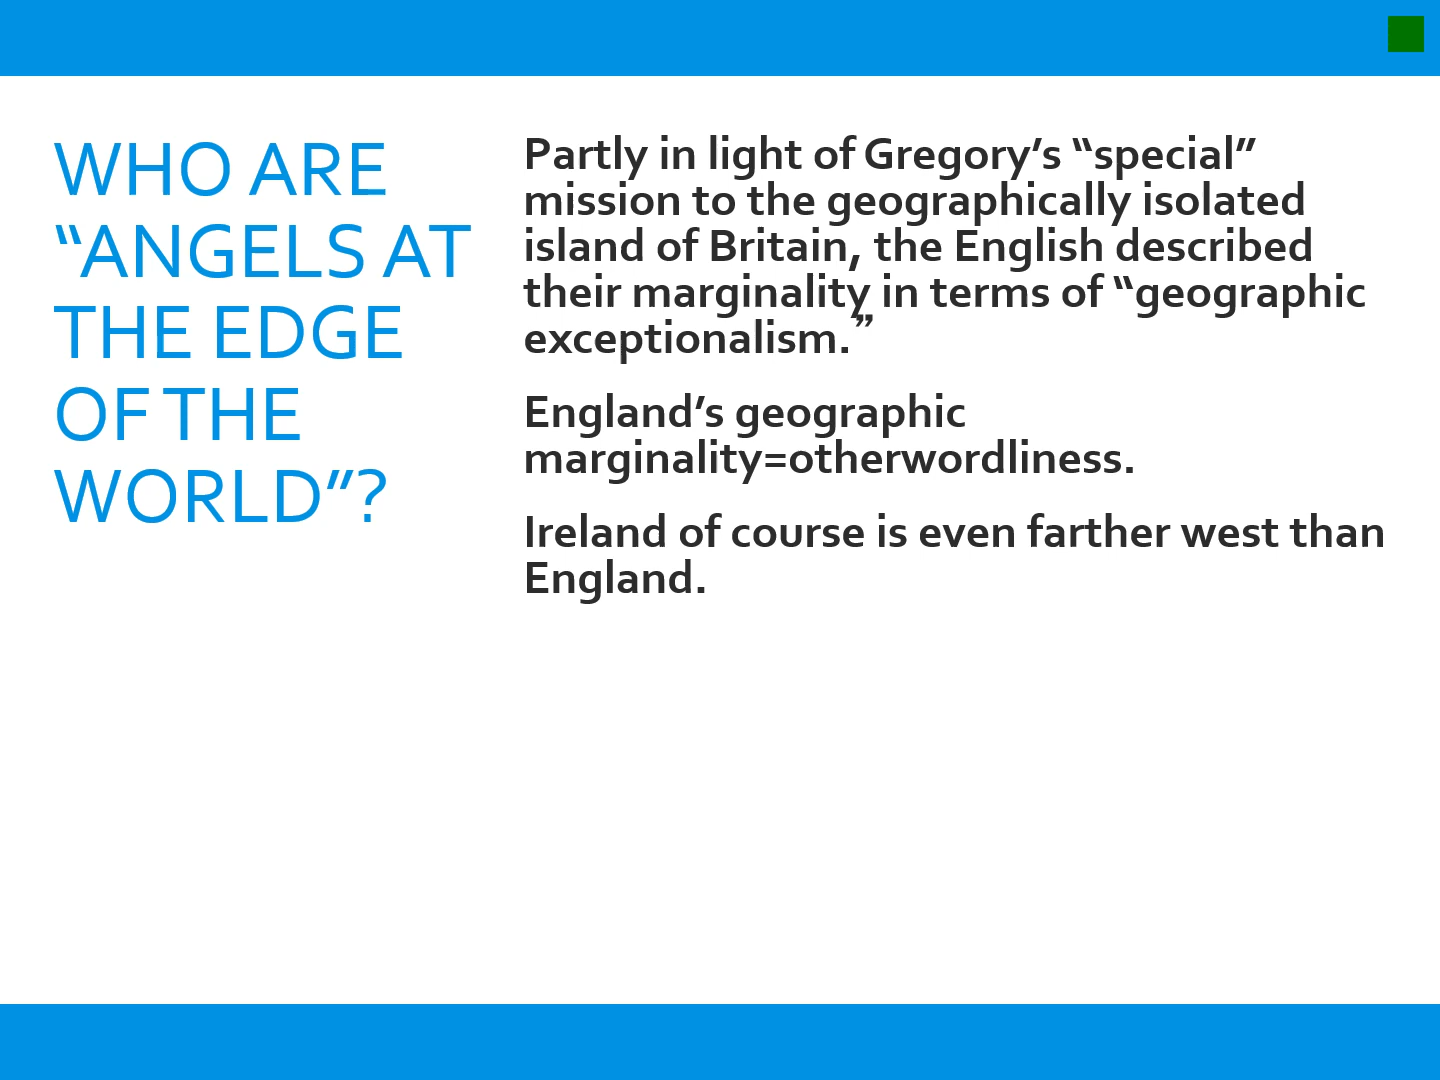 WHO ARE
“ANGELS AT
THE EDGE
OF THE
WORLD”?
Partly in light of Gregory’s “special”
mission to the geographically isolated
island of Britain, the English described
their marginality in terms of “geographic
exceptionalism.”
England’s geographic
marginality=otherwordliness.
Ireland of course is even farther west than
England.